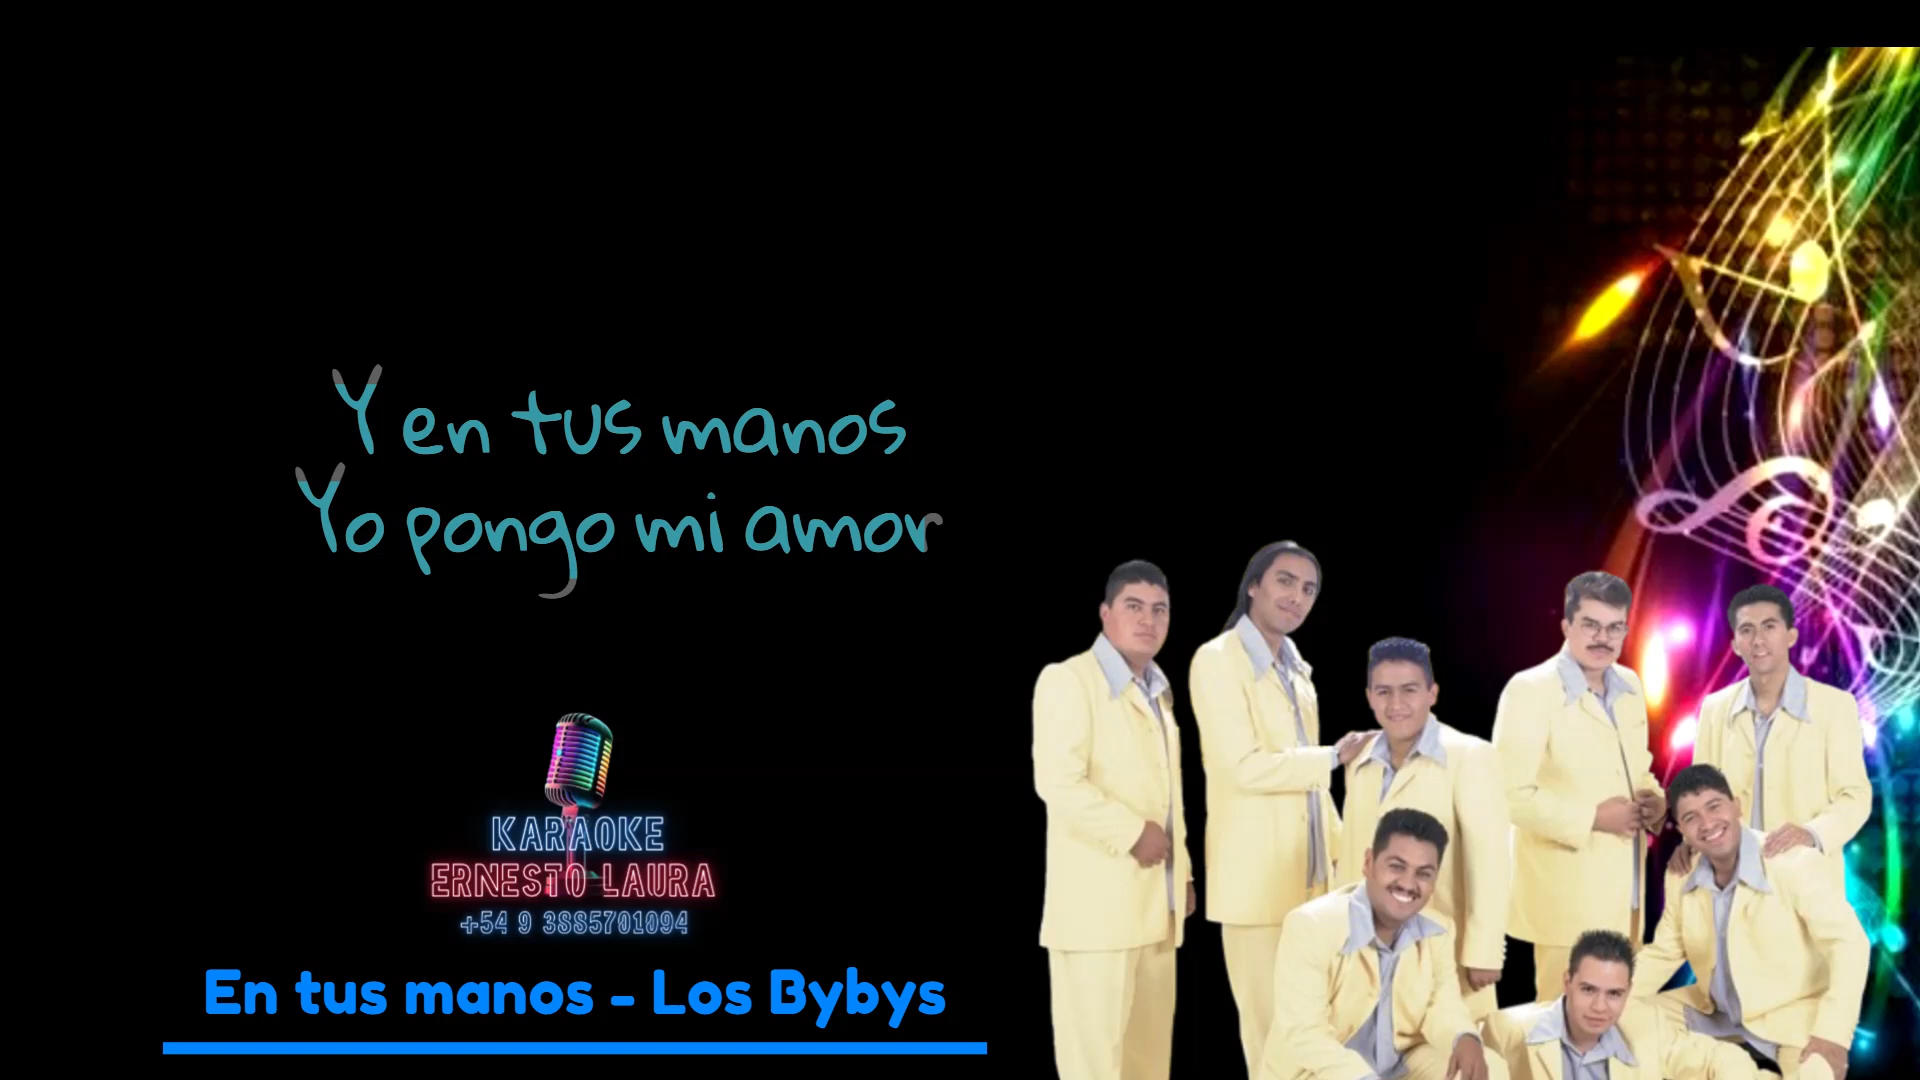 Y en tus manos
Yo pongo mi amor
KARAOKE
ERNESTO LAURA
+54 9 3885701094
En tus manos - Los Bybys